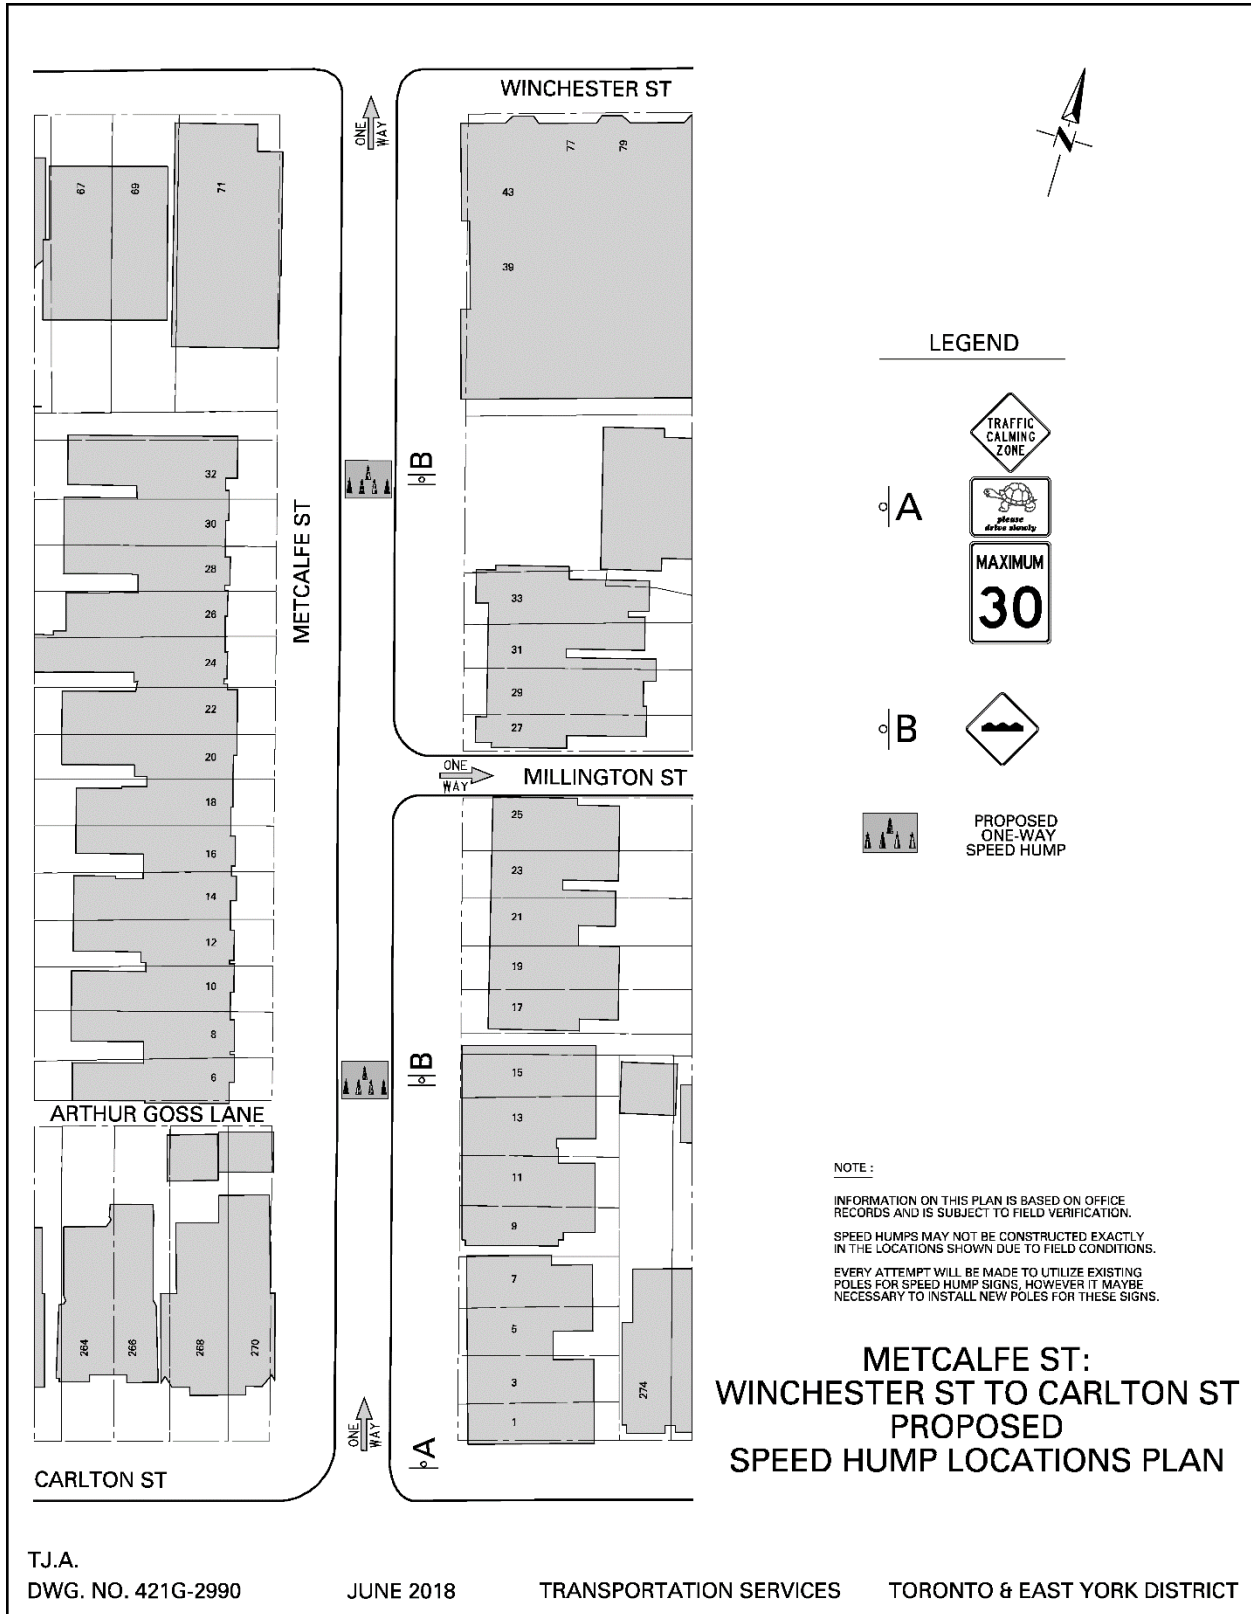 WINCHESTER ST
ONE
WAY
77
79
67
69
71
43
39
N
LEGEND
TRAFFIC
CALMING
ZONE
A
please
drive slowly
MAXIMUM
30
B
PROPOSED
ONE-WAY
SPEED HUMP
METCALFE ST
B
32
30
28
26
24
22
20
18
16
14
12
10
8
6
33
31
29
27
ONE
WAY
MILLINGTON ST
25
23
21
19
17
B
15
13
11
9
7
5
3
1
274
ARTHUR GOSS LANE
264
266
268
270
ONE
WAY
A
CARLTON ST
NOTE :
INFORMATION ON THIS PLAN IS BASED ON OFFICE
RECORDS AND IS SUBJECT TO FIELD VERIFICATION.
SPEED HUMPS MAY NOT BE CONSTRUCTED EXACTLY
IN THE LOCATIONS SHOWN DUE TO FIELD CONDITIONS.
EVERY ATTEMPT WILL BE MADE TO UTILIZE EXISTING
POLES FOR SPEED HUMP SIGNS, HOWEVER IT MAYBE
NECESSARY TO INSTALL NEW POLES FOR THESE SIGNS.
METCALFE ST:
WINCHESTER ST TO CARLTON ST
PROPOSED
SPEED HUMP LOCATIONS PLAN
TJ.A.
DWG. NO. 421G-2990 JUNE 2018 TRANSPORTATION SERVICES TORONTO & EAST YORK DISTRICT